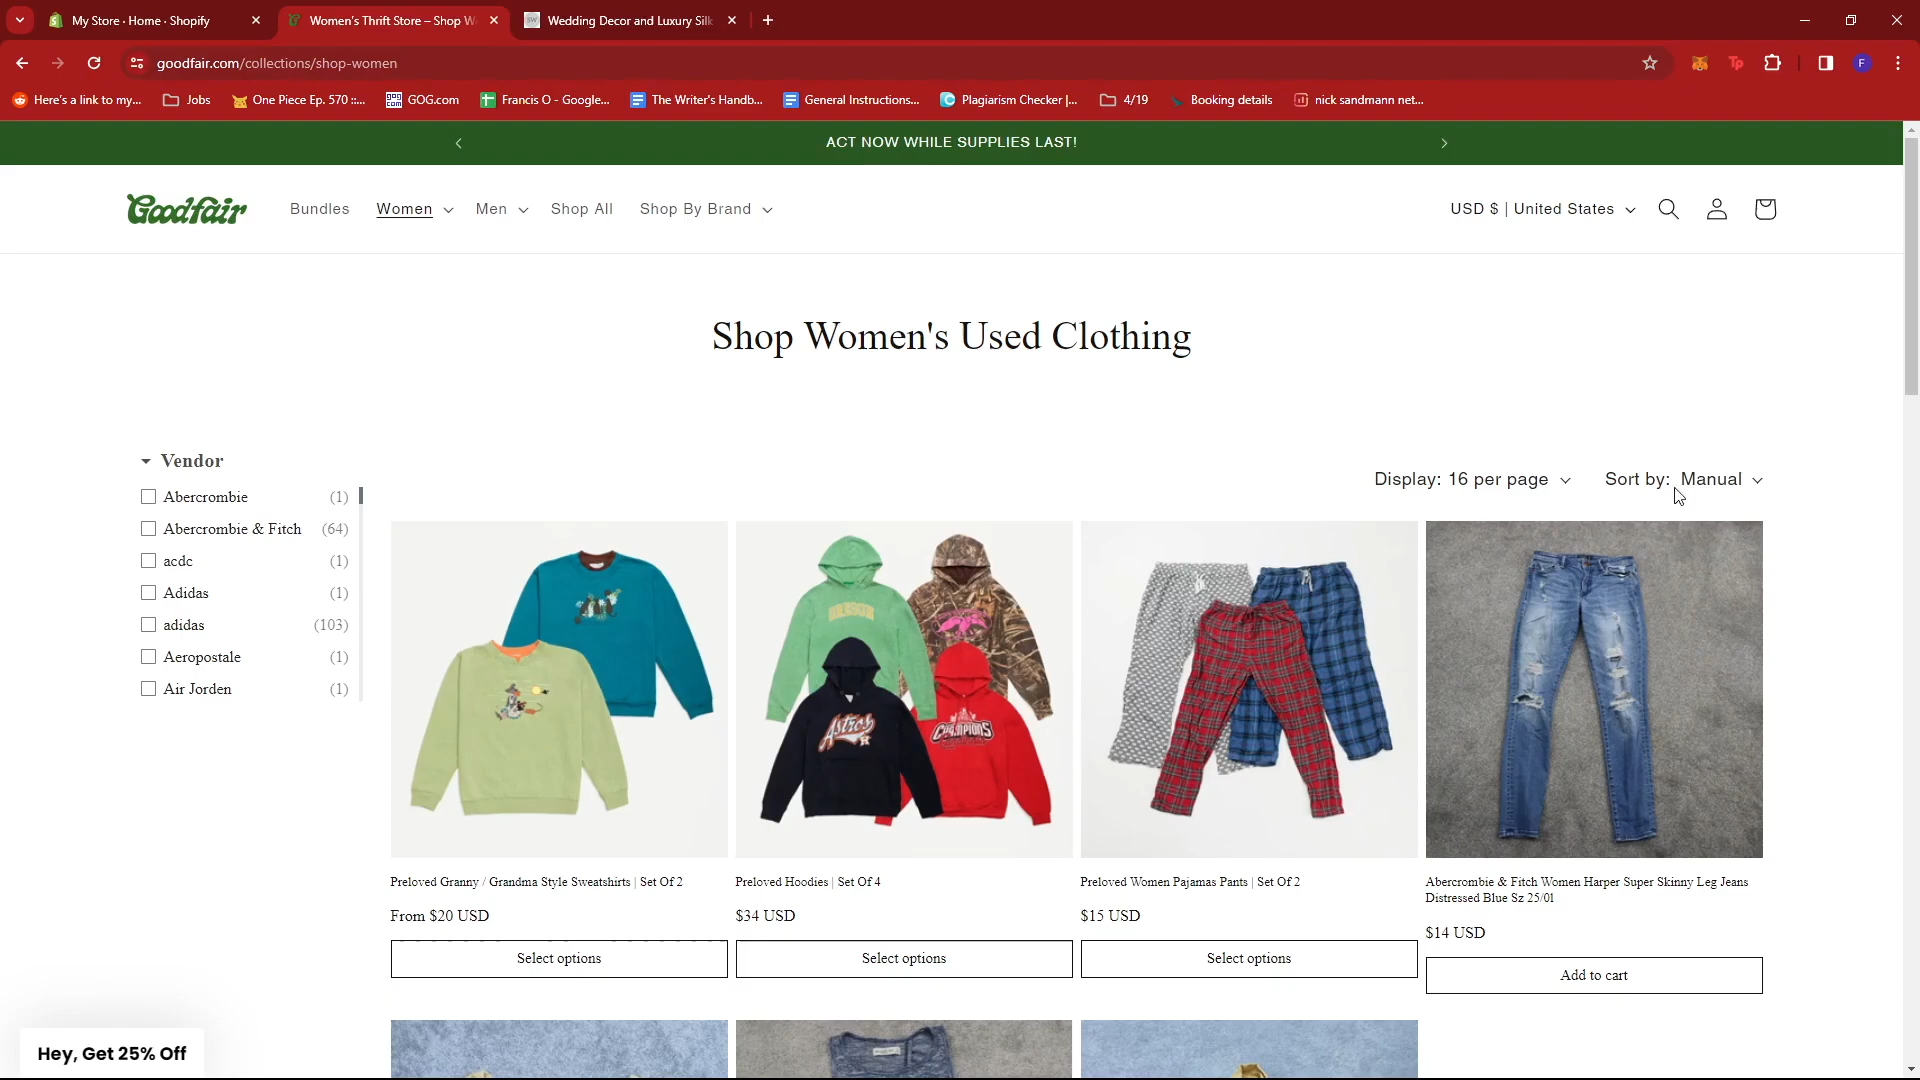 My Store · Home · Shopify
Women's Thrift Store – Shop W
Wedding Decor and Luxury Silk
goodfair.com/collections/shop-women
Tp
F
Here's a link to my...
Jobs
One Piece Ep. 570 ::...
GOG.com
Francis O - Google...
The Writer's Handb...
General Instructions...
Plagiarism Checker |...
4/19
Booking details
nick sandmann net...
ACT NOW WHILE SUPPLIES LAST!
Goodfair
Bundles
Women
Men
Shop All
Shop By Brand
USD $ | United States
Shop Women's Used Clothing
Vendor
Display: 16 per page
Sort by: Manual
Abercrombie (1)
Abercrombie & Fitch (64)
acdc (1)
Adidas (1)
adidas (103)
Aeropostale (1)
Air Jorden (1)
Astros
CHAMPIONS
Preloved Granny / Grandma Style Sweatshirts | Set Of 2
From $20 USD
Select options
Preloved Hoodies | Set Of 4
$34 USD
Select options
Preloved Women Pajamas Pants | Set Of 2
$15 USD
Select options
Abercrombie & Fitch Women Harper Super Skinny Leg Jeans
Distressed Blue Sz 25/01
$14 USD
Add to cart
Hey, Get 25% Off